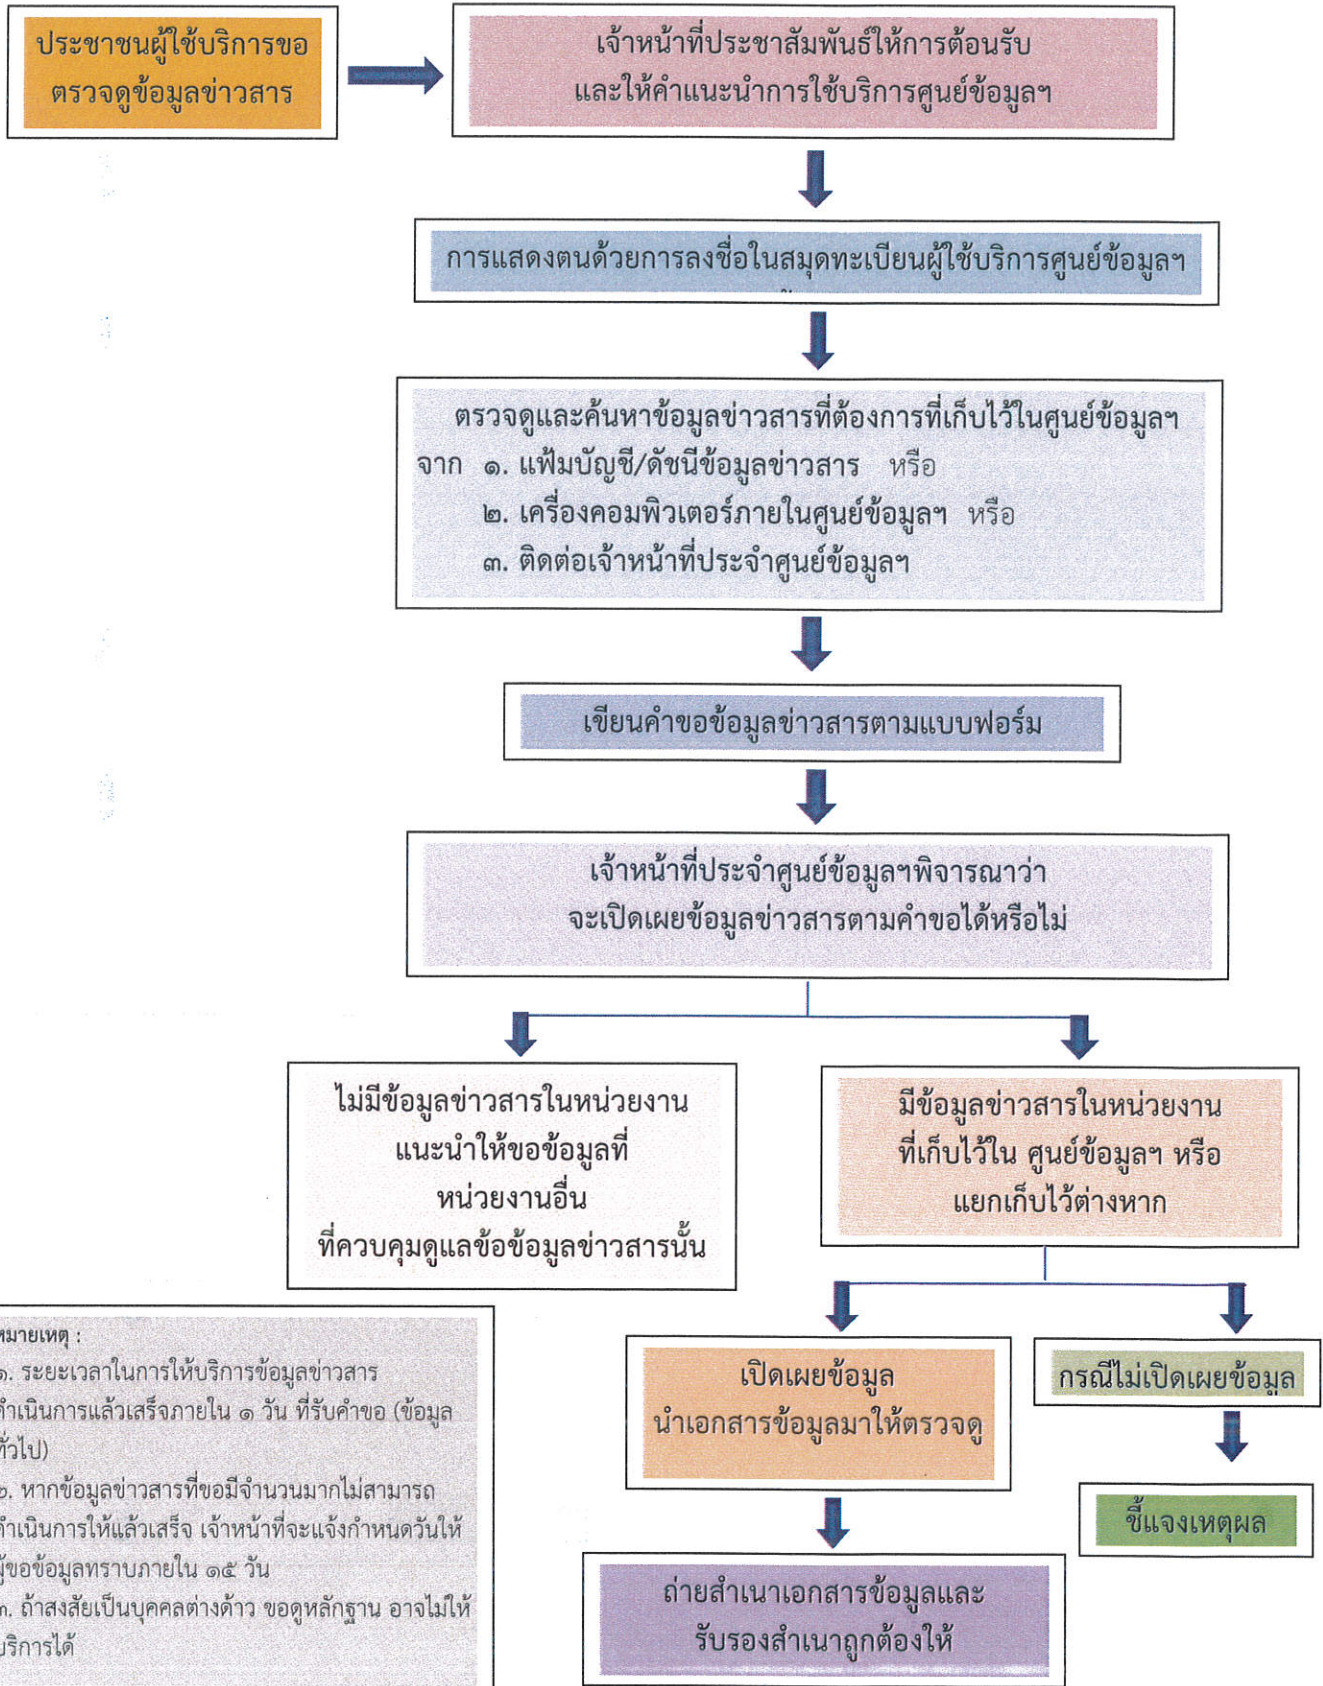 ประชาชนผู้ใช้บริการขอ
ตรวจดูข้อมูลข่าวสาร
เจ้าหน้าที่ประชาสัมพันธ์ให้การต้อนรับ
และให้คำแนะนำการใช้บริการศูนย์ข้อมูลฯ
การแสดงตนด้วยการลงชื่อในสมุดทะเบียนผู้ใช้บริการศูนย์ข้อมูลฯ
ตรวจดูและค้นหาข้อมูลข่าวสารที่ต้องการที่เก็บไว้ในศูนย์ข้อมูลฯ
จาก ๑. แฟ้มบัญชี/ดัชนีข้อมูลข่าวสาร หรือ
๒. เครื่องคอมพิวเตอร์ภายในศูนย์ข้อมูลฯ หรือ
๓. ติดต่อเจ้าหน้าที่ประจำศูนย์ข้อมูลฯ
เขียนคำขอข้อมูลข่าวสารตามแบบฟอร์ม
เจ้าหน้าที่ประจำศูนย์ข้อมูลฯพิจารณาว่า
จะเปิดเผยข้อมูลข่าวสารตามคำขอได้หรือไม่
ไม่มีข้อมูลข่าวสารในหน่วยงาน
แนะนำให้ขอข้อมูลที่
หน่วยงานอื่น
ที่ควบคุมดูแลข้อข้อมูลข่าวสารนั้น
มีข้อมูลข่าวสารในหน่วยงาน
ที่เก็บไว้ใน ศูนย์ข้อมูลฯ หรือ
แยกเก็บไว้ต่างหาก
เปิดเผยข้อมูล
นำเอกสารข้อมูลมาให้ตรวจดู
กรณีไม่เปิดเผยข้อมูล
ชี้แจงเหตุผล
ถ่ายสำเนาเอกสารข้อมูลและ
รับรองสำเนาถูกต้องให้
หมายเหตุ :
๑. ระยะเวลาในการให้บริการข้อมูลข่าวสาร
ดำเนินการแล้วเสร็จภายใน ๑ วัน ที่รับคำขอ (ข้อมูล
ทั่วไป)
๒. หากข้อมูลข่าวสารที่ขอมีจำนวนมากไม่สามารถ
ดำเนินการให้แล้วเสร็จ เจ้าหน้าที่จะแจ้งกำหนดวันให้
ผู้ขอข้อมูลทราบภายใน ๑๕ วัน
๓. ถ้าสงสัยเป็นบุคคลต่างด้าว ขอดูหลักฐาน อาจไม่ให้
บริการได้